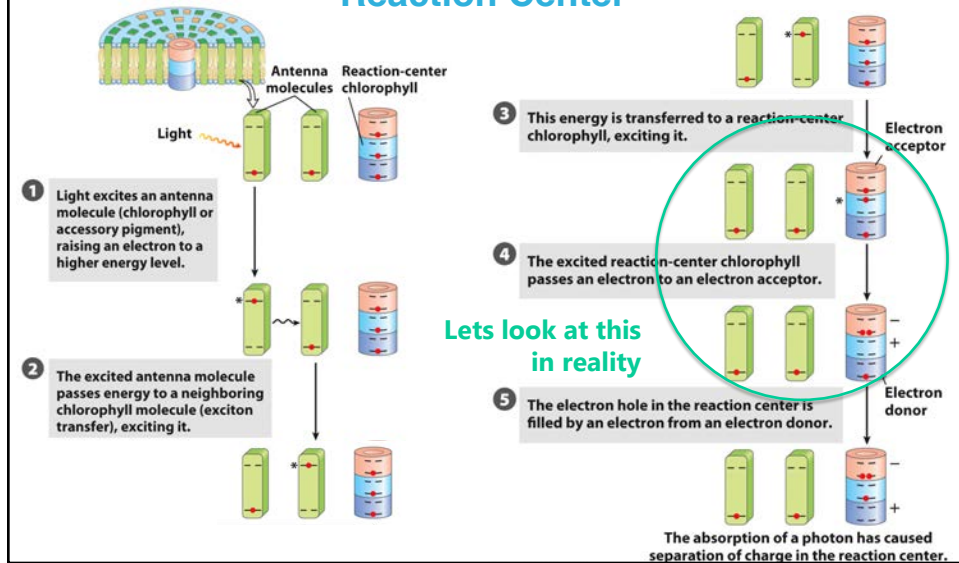 Reaction Center
Antenna
molecules
Reaction-center
chlorophyll
Light
1
Light excites an antenna
molecule (chlorophyll or
accessory pigment),
raising an electron to a
higher energy level.
*
2
The excited antenna molecule
passes energy to a neighboring
chlorophyll molecule (exciton
transfer), exciting it.
*
*
3
This energy is transferred to a reaction-center
chlorophyll, exciting it.
Electron
acceptor
*
4
The excited reaction-center chlorophyll
passes an electron to an electron acceptor.
Lets look at this
in reality
−
+
Electron
donor
5
The electron hole in the reaction center is
filled by an electron from an electron donor.
−
+
The absorption of a photon has caused
separation of charge in the reaction center.